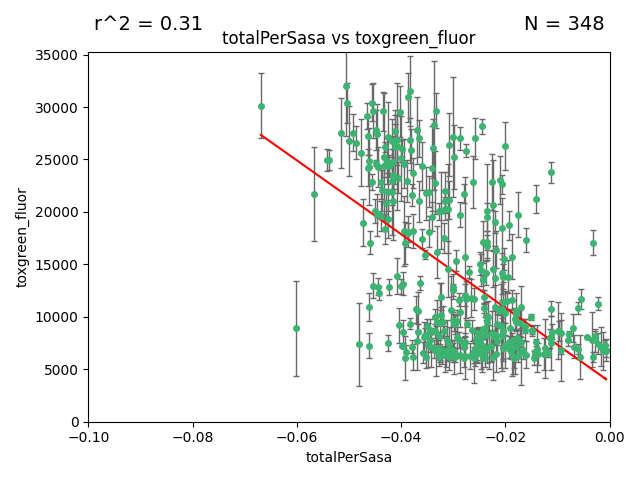 r^2 = 0.31
N = 348
totalPerSasa vs toxgreen_fluor
35000
30000
25000
20000
15000
10000
5000
0
toxgreen_fluor
−0.10
−0.08
−0.06
−0.04
−0.02
0.00
totalPerSasa